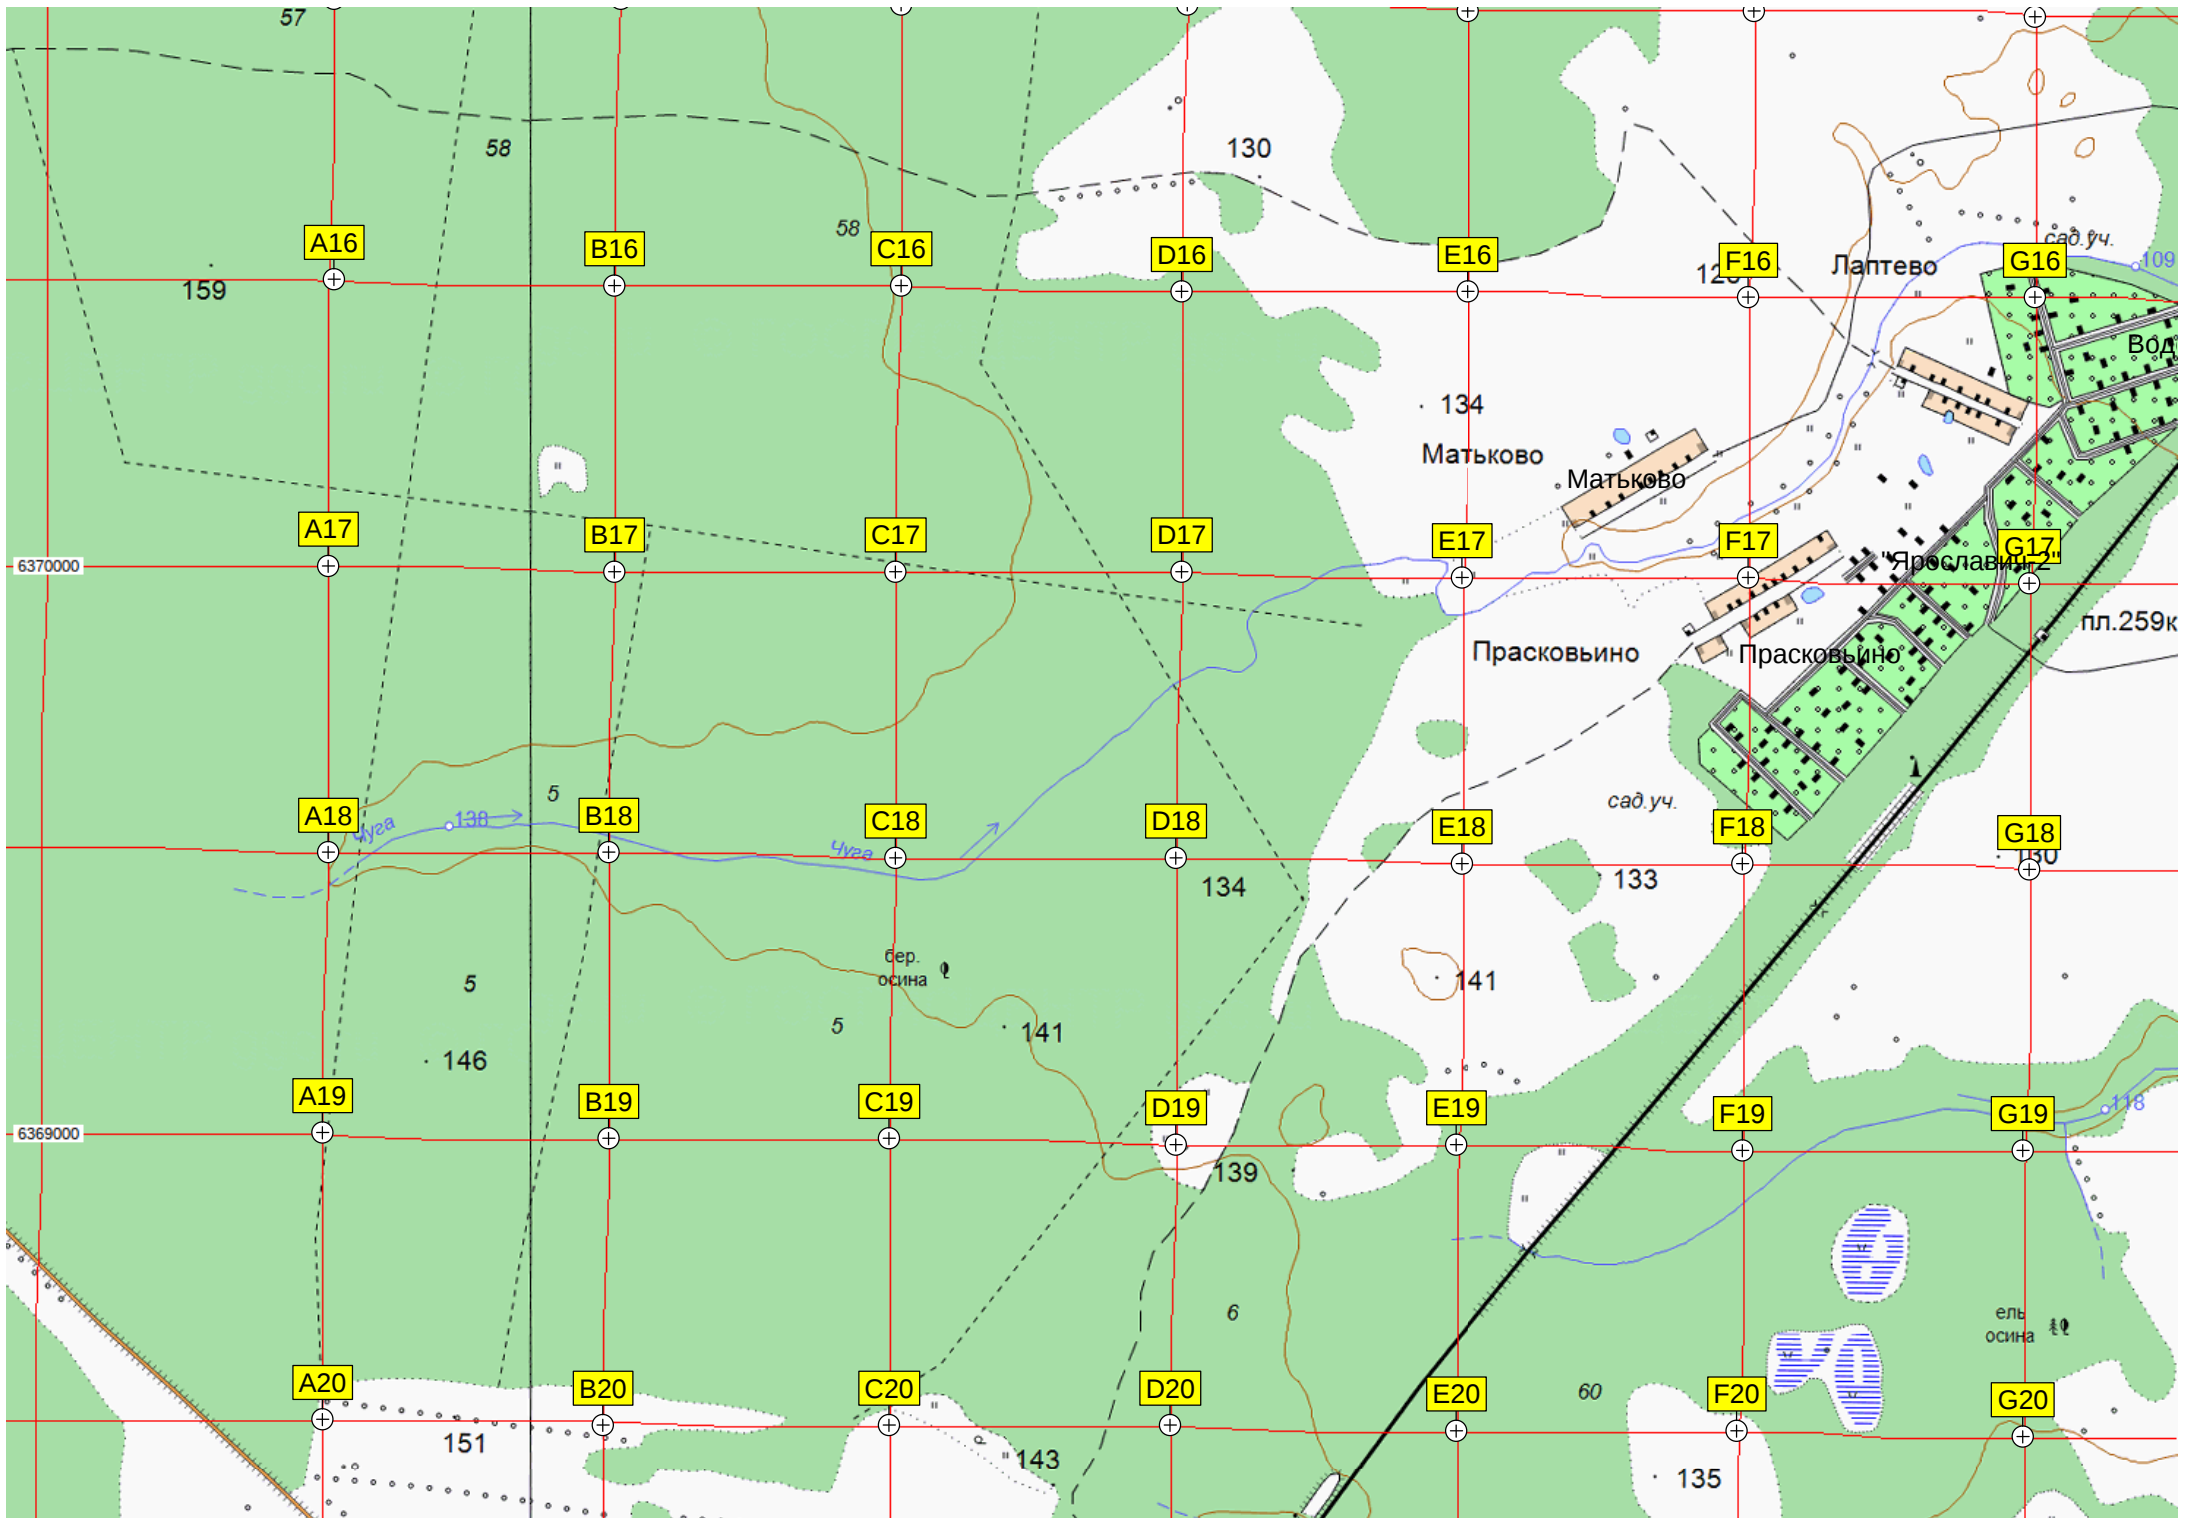 57
58
130
58
сад.уч.
A16
B16
C16
D16
E16
F16
G16
109
159
Лаптево
Вод
134
Матьково
Матьково
A17
B17
C17
D17
E17
F17
G17
"Ярославия-2"
6370000
пл.259к
Прасковьино
Прасковьино
5
сад.уч.
A18
Чуга
138
B18
Чуга
C18
D18
E18
F18
G18
130
134
133
бер.
осина
5
141
5
141
146
A19
B19
C19
D19
E19
F19
G19
118
6369000
139
6
ель
осина
A20
B20
C20
D20
E20
60
F20
G20
151
143
135